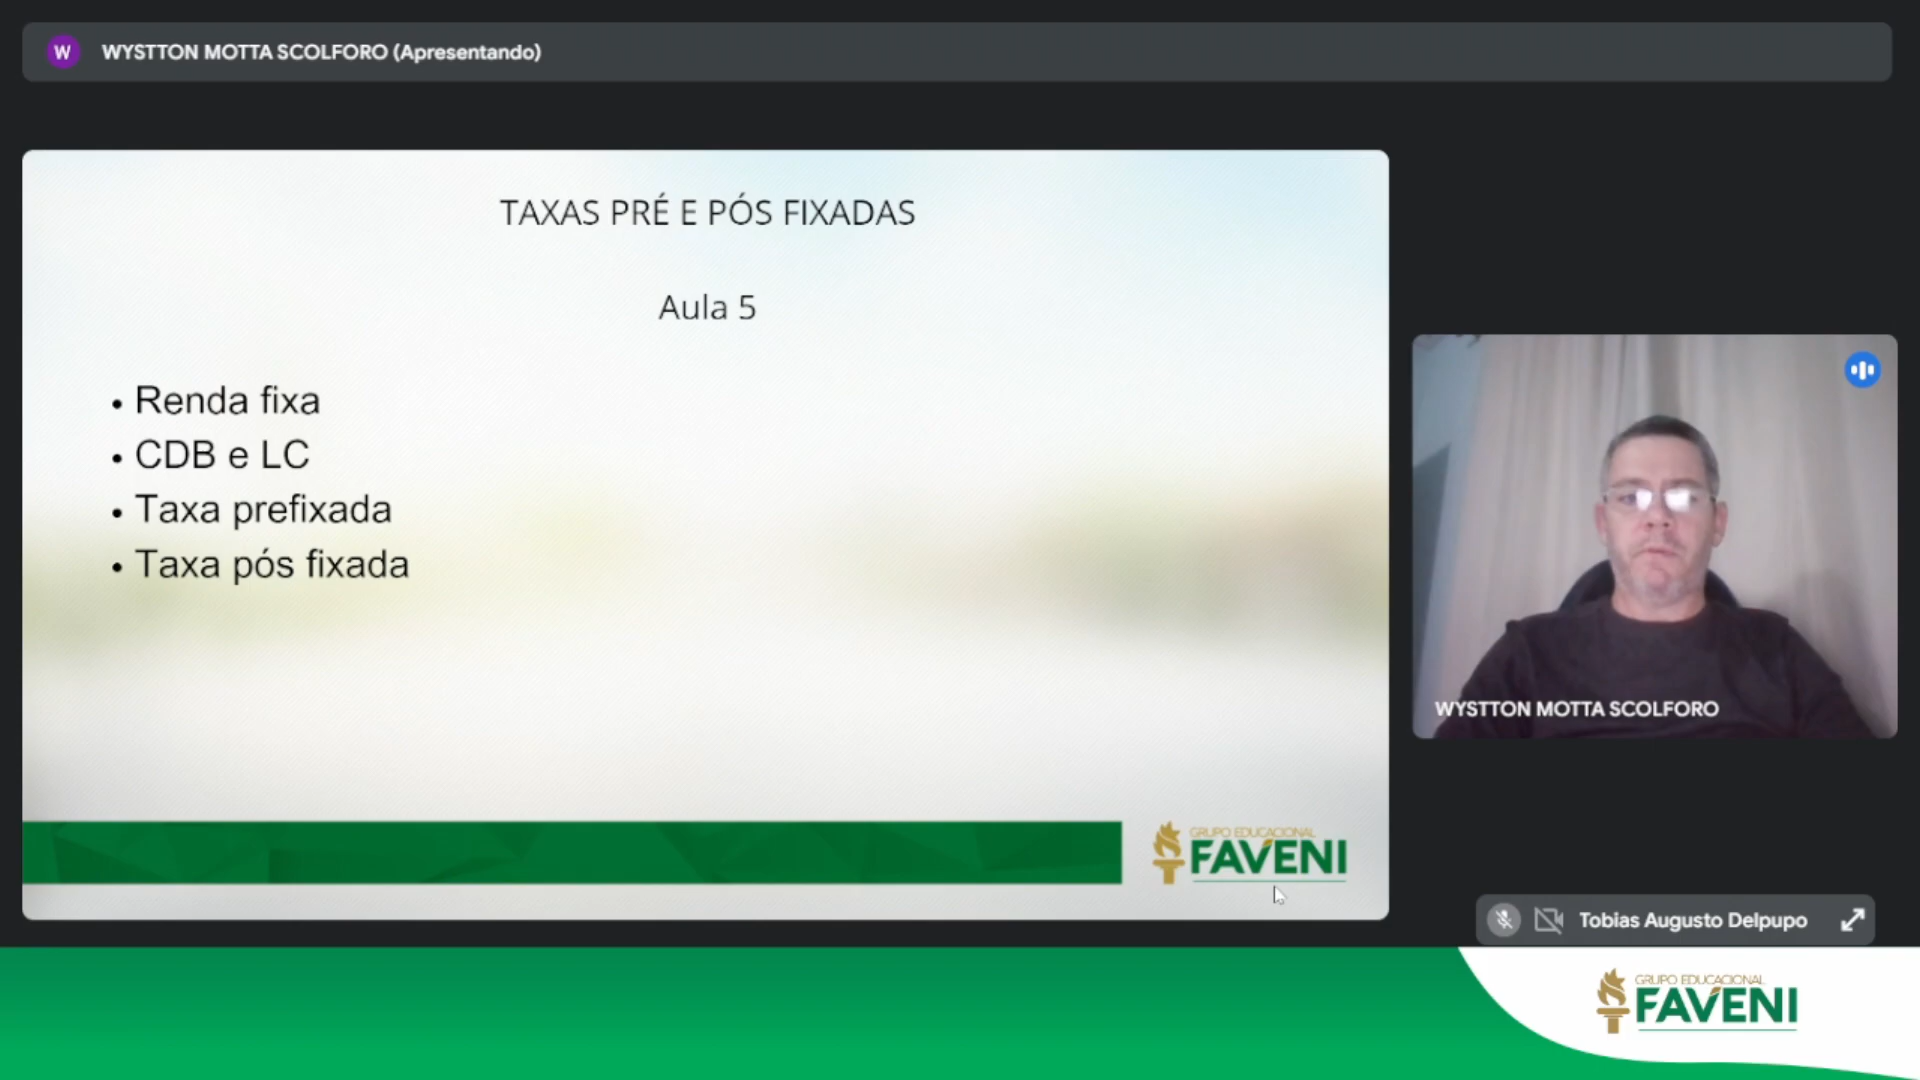 W
WYSTTON MOTTA SCOLFORO (Apresentando)
TAXAS PRÉ E PÓS FIXADAS
Aula 5
• Renda fixa
• CDB e LC
• Taxa prefixada
• Taxa pós fixada
GRUPO EDUCACIONAL
FAVENI
WYSTTON MOTTA SCOLFORO
Tobias Augusto Delpupo
GRUPO EDUCACIONAL
FAVENI